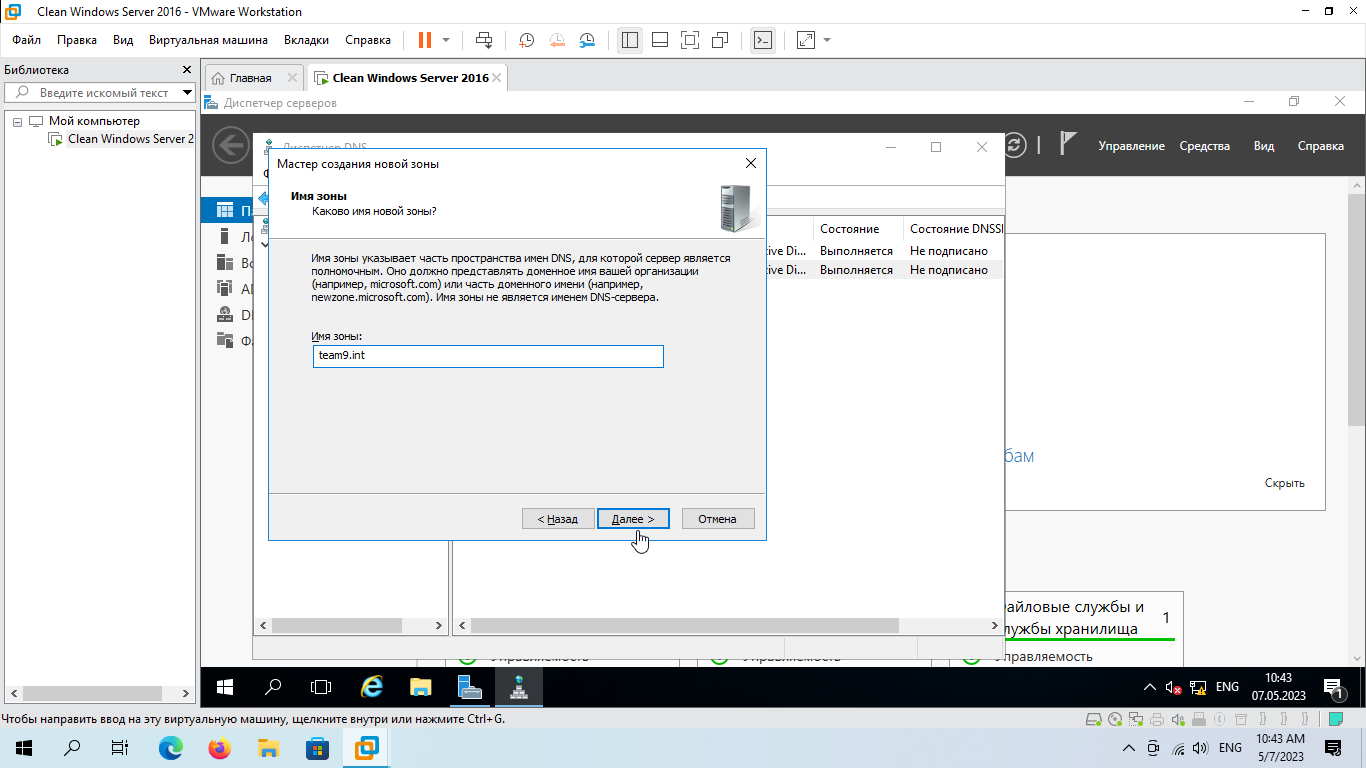 Clean Windows Server 2016 - VMware Workstation
Файл Правка Вид Виртуальная машина Вкладки Справка
Библиотека
Введите искомый текст
Мой компьютер
Clean Windows Server 2
Главная
Clean Windows Server 2016
Диспетчер серверов
Управление Средства Вид Справка
Диспетчер DNS
Мастер создания новой зоны
Имя зоны
Каково имя новой зоны?
Имя зоны указывает часть пространства имен DNS, для которой сервер является
полномочным. Оно должно представлять доменное имя вашей организации
(например, microsoft.com) или часть доменного имени (например,
newzone.microsoft.com). Имя зоны не является именем DNS-сервера.
Имя зоны:
team9.int
< Назад Далее > Отмена
Состояние Состояние DNSSI
ive Di... Выполняется Не подписано
ive Di... Выполняется Не подписано
бам
Скрыть
айловые службы и
лужбы хранилища
1
Управляемость Управляемость Управляемость
ENG
10:43
07.05.2023
1
Чтобы направить ввод на эту виртуальную машину, щелкните внутри или нажмите Ctrl+G.
ENG
10:43 AM
5/7/2023